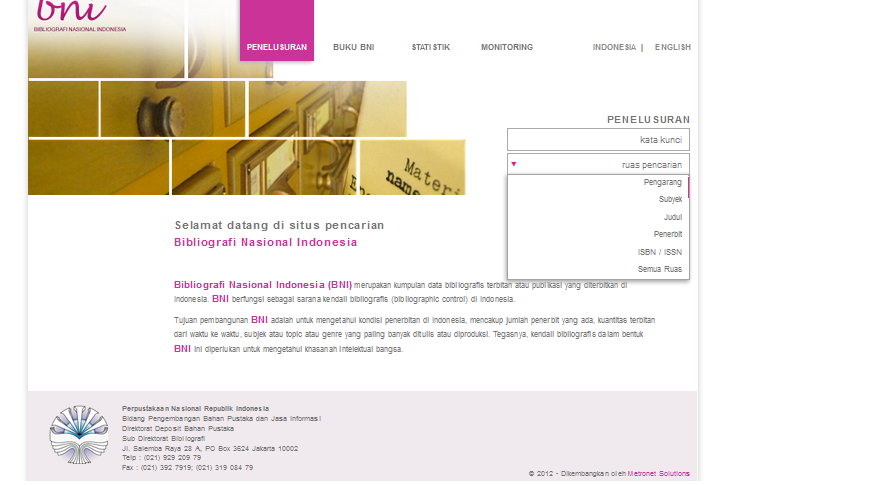 bni
BIBLIOGRAFI NASIONAL INDONESIA
PENELUSURAN
BUKU BNI
STATISTIK
MONITORING
INDONESIA |
ENGLISH
Materi
name
PENELUSURAN
kata kunci
ruas pencarian
Pengarang
Subyek
Judul
Penerbit
ISBN / ISSN
Semua Ruas
Selamat datang di situs pencarian
Bibliografi Nasional Indonesia
Bibliografi Nasional Indonesia (BNI) merupakan kumpulan data bibliografis terbitan atau publikasi yang diterbitkan di
Indonesia. BNI berfungsi sebagai sarana kendali bibliografis (bibliographic control) di Indonesia.
Tujuan pembangunan BNI adalah untuk mengetahui kondisi penerbitan di Indonesia, mencakup jumlah penerbit yang ada, kuantitas terbitan
dari waktu ke waktu, subjek atau topic atau genre yang paling banyak ditulis atau diproduksi. Tegasnya, kendali bibliografis dalam bentuk
BNI ini diperlukan untuk mengetahui khasanah intelektual bangsa.
Perpustakaan Nasional Republik Indonesia
Bidang Pengembangan Bahan Pustaka dan Jasa Informasi
Direktorat Deposit Bahan Pustaka
Sub Direktorat Bibliografi
Jl. Salemba Raya 28 A, PO Box 3624 Jakarta 10002
Telp : (021) 929 209 79
Fax : (021) 392 7919; (021) 319 084 79
© 2012 - Dikembangkan oleh Metronet Solutions